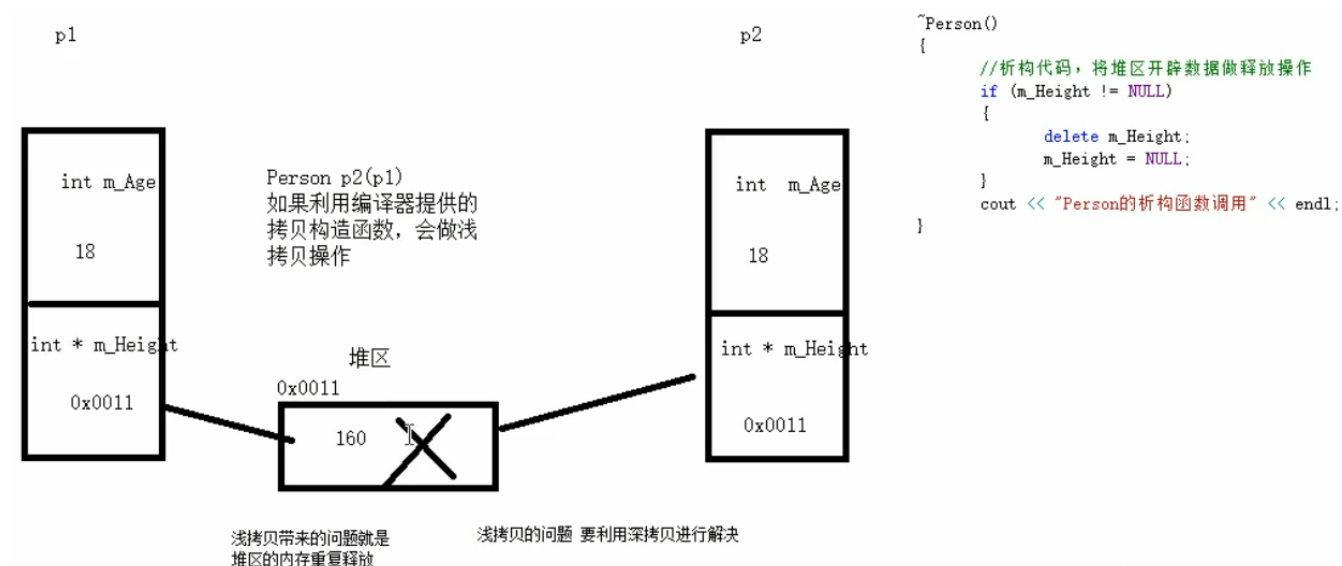 p1
p2
int m_Age
18
int * m_Height
0x0011
Person p2(p1)
如果利用编译器提供的
拷贝构造函数，会做浅
拷贝操作
堆区
0x0011
160
int  m_Age
18
int * m_Height
0x0011
浅拷贝带来的问题就是
堆区的内存重复释放
浅拷贝的问题 要利用深拷贝进行解决
~Person()
{
//析构代码，将堆区开辟数据做释放操作
if (m_Height != NULL)
{
delete m_Height;
m_Height = NULL;
}
cout << "Person的析构函数调用" << endl;
}